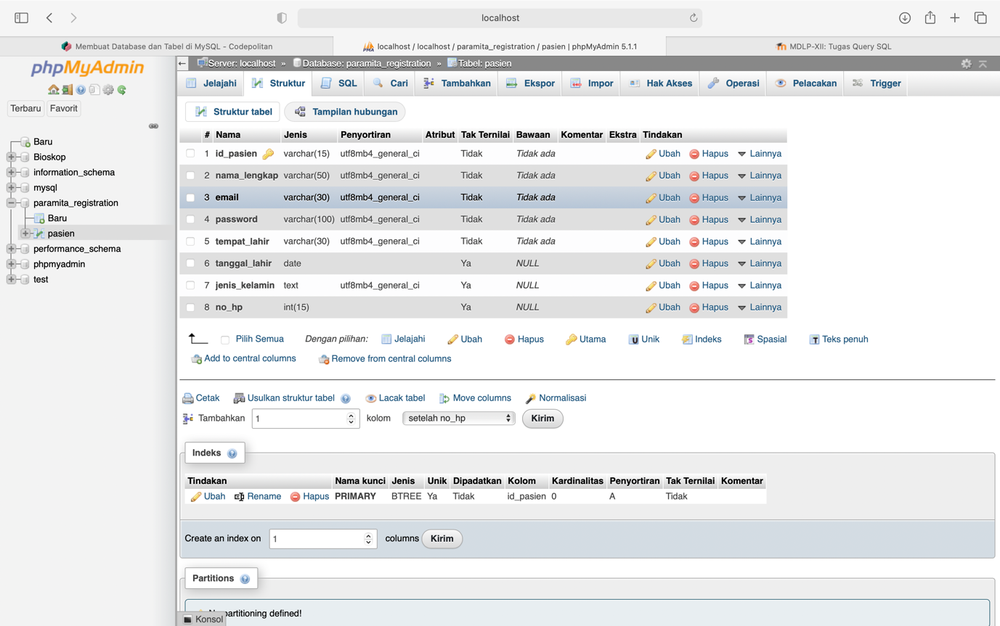 localhost
Membuat Database dan Tabel di MySQL - Codepolitan
localhost / localhost / paramita_registration / pasien | phpMyAdmin 5.1.1
MDLP-XII: Tugas Query SQL
phpMyAdmin
Terbaru Favorit
Baru
Bioskop
information_schema
mysql
paramita_registration
Baru
pasien
performance_schema
phpmyadmin
test
Server: localhost » Database: paramita_registration » Tabel: pasien
Jelajahi Struktur SQL Cari Tambahkan Ekspor Impor Hak Akses Operasi Pelacakan Trigger
Struktur tabel Tampilan hubungan
# Nama Jenis Penyortiran Atribut Tak Ternilai Bawaan Komentar Ekstra Tindakan
1 id_pasien varchar(15) utf8mb4_general_ci Tidak Tidak ada Ubah Hapus Lainnya
2 nama_lengkap varchar(50) utf8mb4_general_ci Tidak Tidak ada Ubah Hapus Lainnya
3 email varchar(30) utf8mb4_general_ci Tidak Tidak ada Ubah Hapus Lainnya
4 password varchar(100) utf8mb4_general_ci Tidak Tidak ada Ubah Hapus Lainnya
5 tempat_lahir varchar(30) utf8mb4_general_ci Tidak Tidak ada Ubah Hapus Lainnya
6 tanggal_lahir date Ya NULL Ubah Hapus Lainnya
7 jenis_kelamin text utf8mb4_general_ci Ya NULL Ubah Hapus Lainnya
8 no_hp int(15) Ya NULL Ubah Hapus Lainnya
Pilih Semua Dengan pilihan: Jelajahi Ubah Hapus Utama Unik Indeks Spasial Teks penuh
Add to central columns Remove from central columns
Cetak Usulkan struktur tabel Lacak tabel Move columns Normalisasi
Tambahkan 1 kolom setelah no_hp Kirim
Indeks
Tindakan Nama kunci Jenis Unik Dipadatkan Kolom Kardinalitas Penyortiran Tak Ternilai Komentar
Ubah Rename Hapus PRIMARY BTREE Ya Tidak id_pasien 0 A Tidak
Create an index on 1 columns Kirim
Partitions
partitioning defined!
Konsol